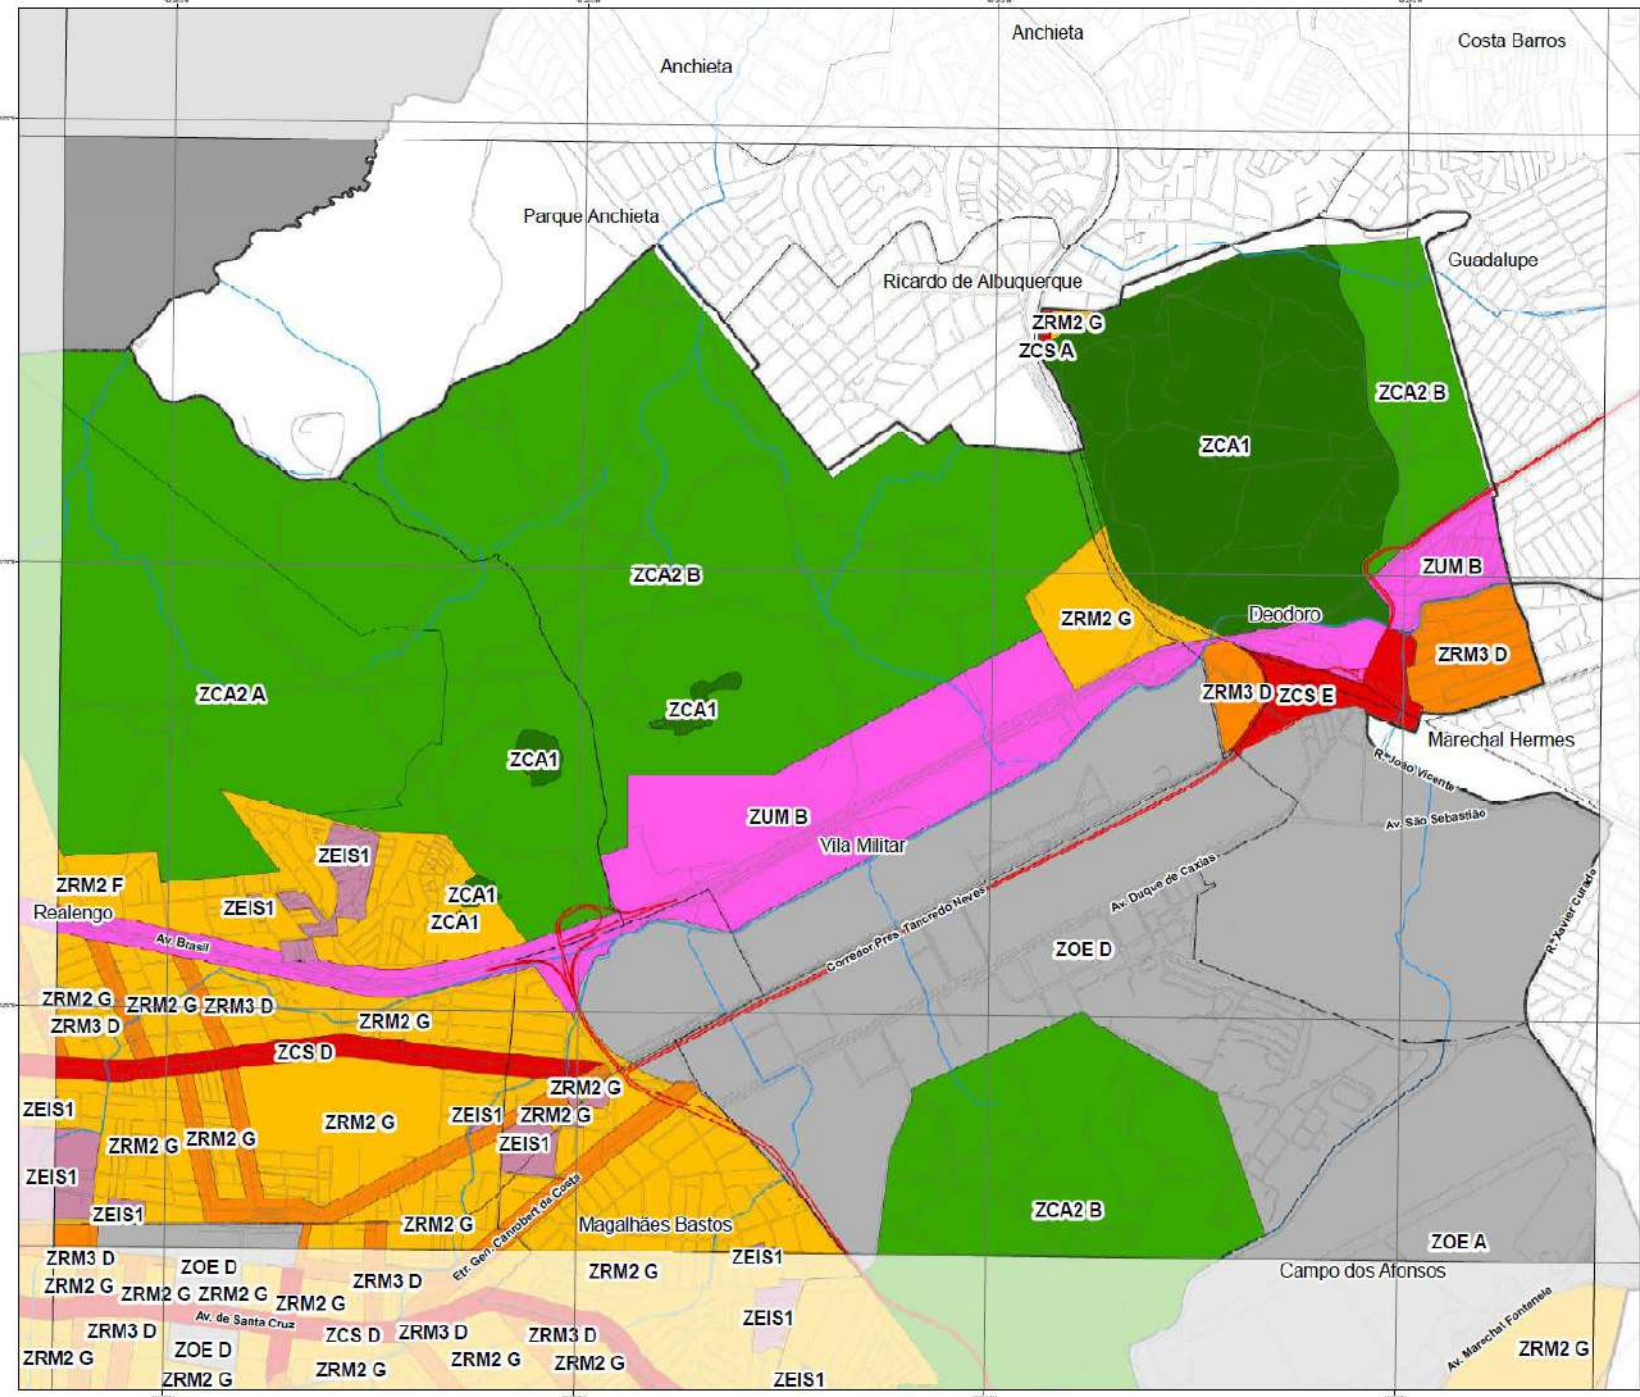 Anchieta
Anchieta
Costa Barros
Parque Anchieta
Ricardo de Albuquerque
Guadalupe
ZRM2 G
ZCS A
ZCA2 B
ZCA1
ZCA2 B
ZUM B
Deodoro
ZRM2 G
ZRM3 D
ZCA2 A
ZCA1
ZRM3 D
ZCS E
ZCA1
Marechal Hermes
R. João Vicente
ZUM B
Av. São Sebastião
Vila Militar
ZEIS1
ZRM2 F
ZCA1
ZEIS1
Realengo
ZCA1
Av. Duque de Caxias
R. Xavier Curado
Av. Brasil
Corredor Pres. Tancredo Neves
ZOE D
ZRM2 G
ZRM2 G
ZRM3 D
ZRM3 D
ZRM2 G
ZCS D
ZRM2 G
ZEIS1
ZEIS1
ZRM2 G
ZRM2 G
ZRM2 G
ZRM2 G
ZEIS1
ZEIS1
ZEIS1
ZRM2 G
Etr. Gen. Canrobert da Costa
Magalhães Bastos
ZCA2 B
ZOE A
ZRM3 D
ZOE D
ZRM3 D
ZRM2 G
ZEIS1
Campo dos Afonsos
ZRM2 G
ZRM2 G
ZRM2 G
ZRM2 G
Av. de Santa Cruz
ZEIS1
ZRM3 D
ZCS D
ZRM3 D
ZRM3 D
Av. Marechal Fontenele
ZRM2 G
ZOE D
ZRM2 G
ZRM2 G
ZRM2 G
ZRM2 G
ZRM2 G
ZEIS1